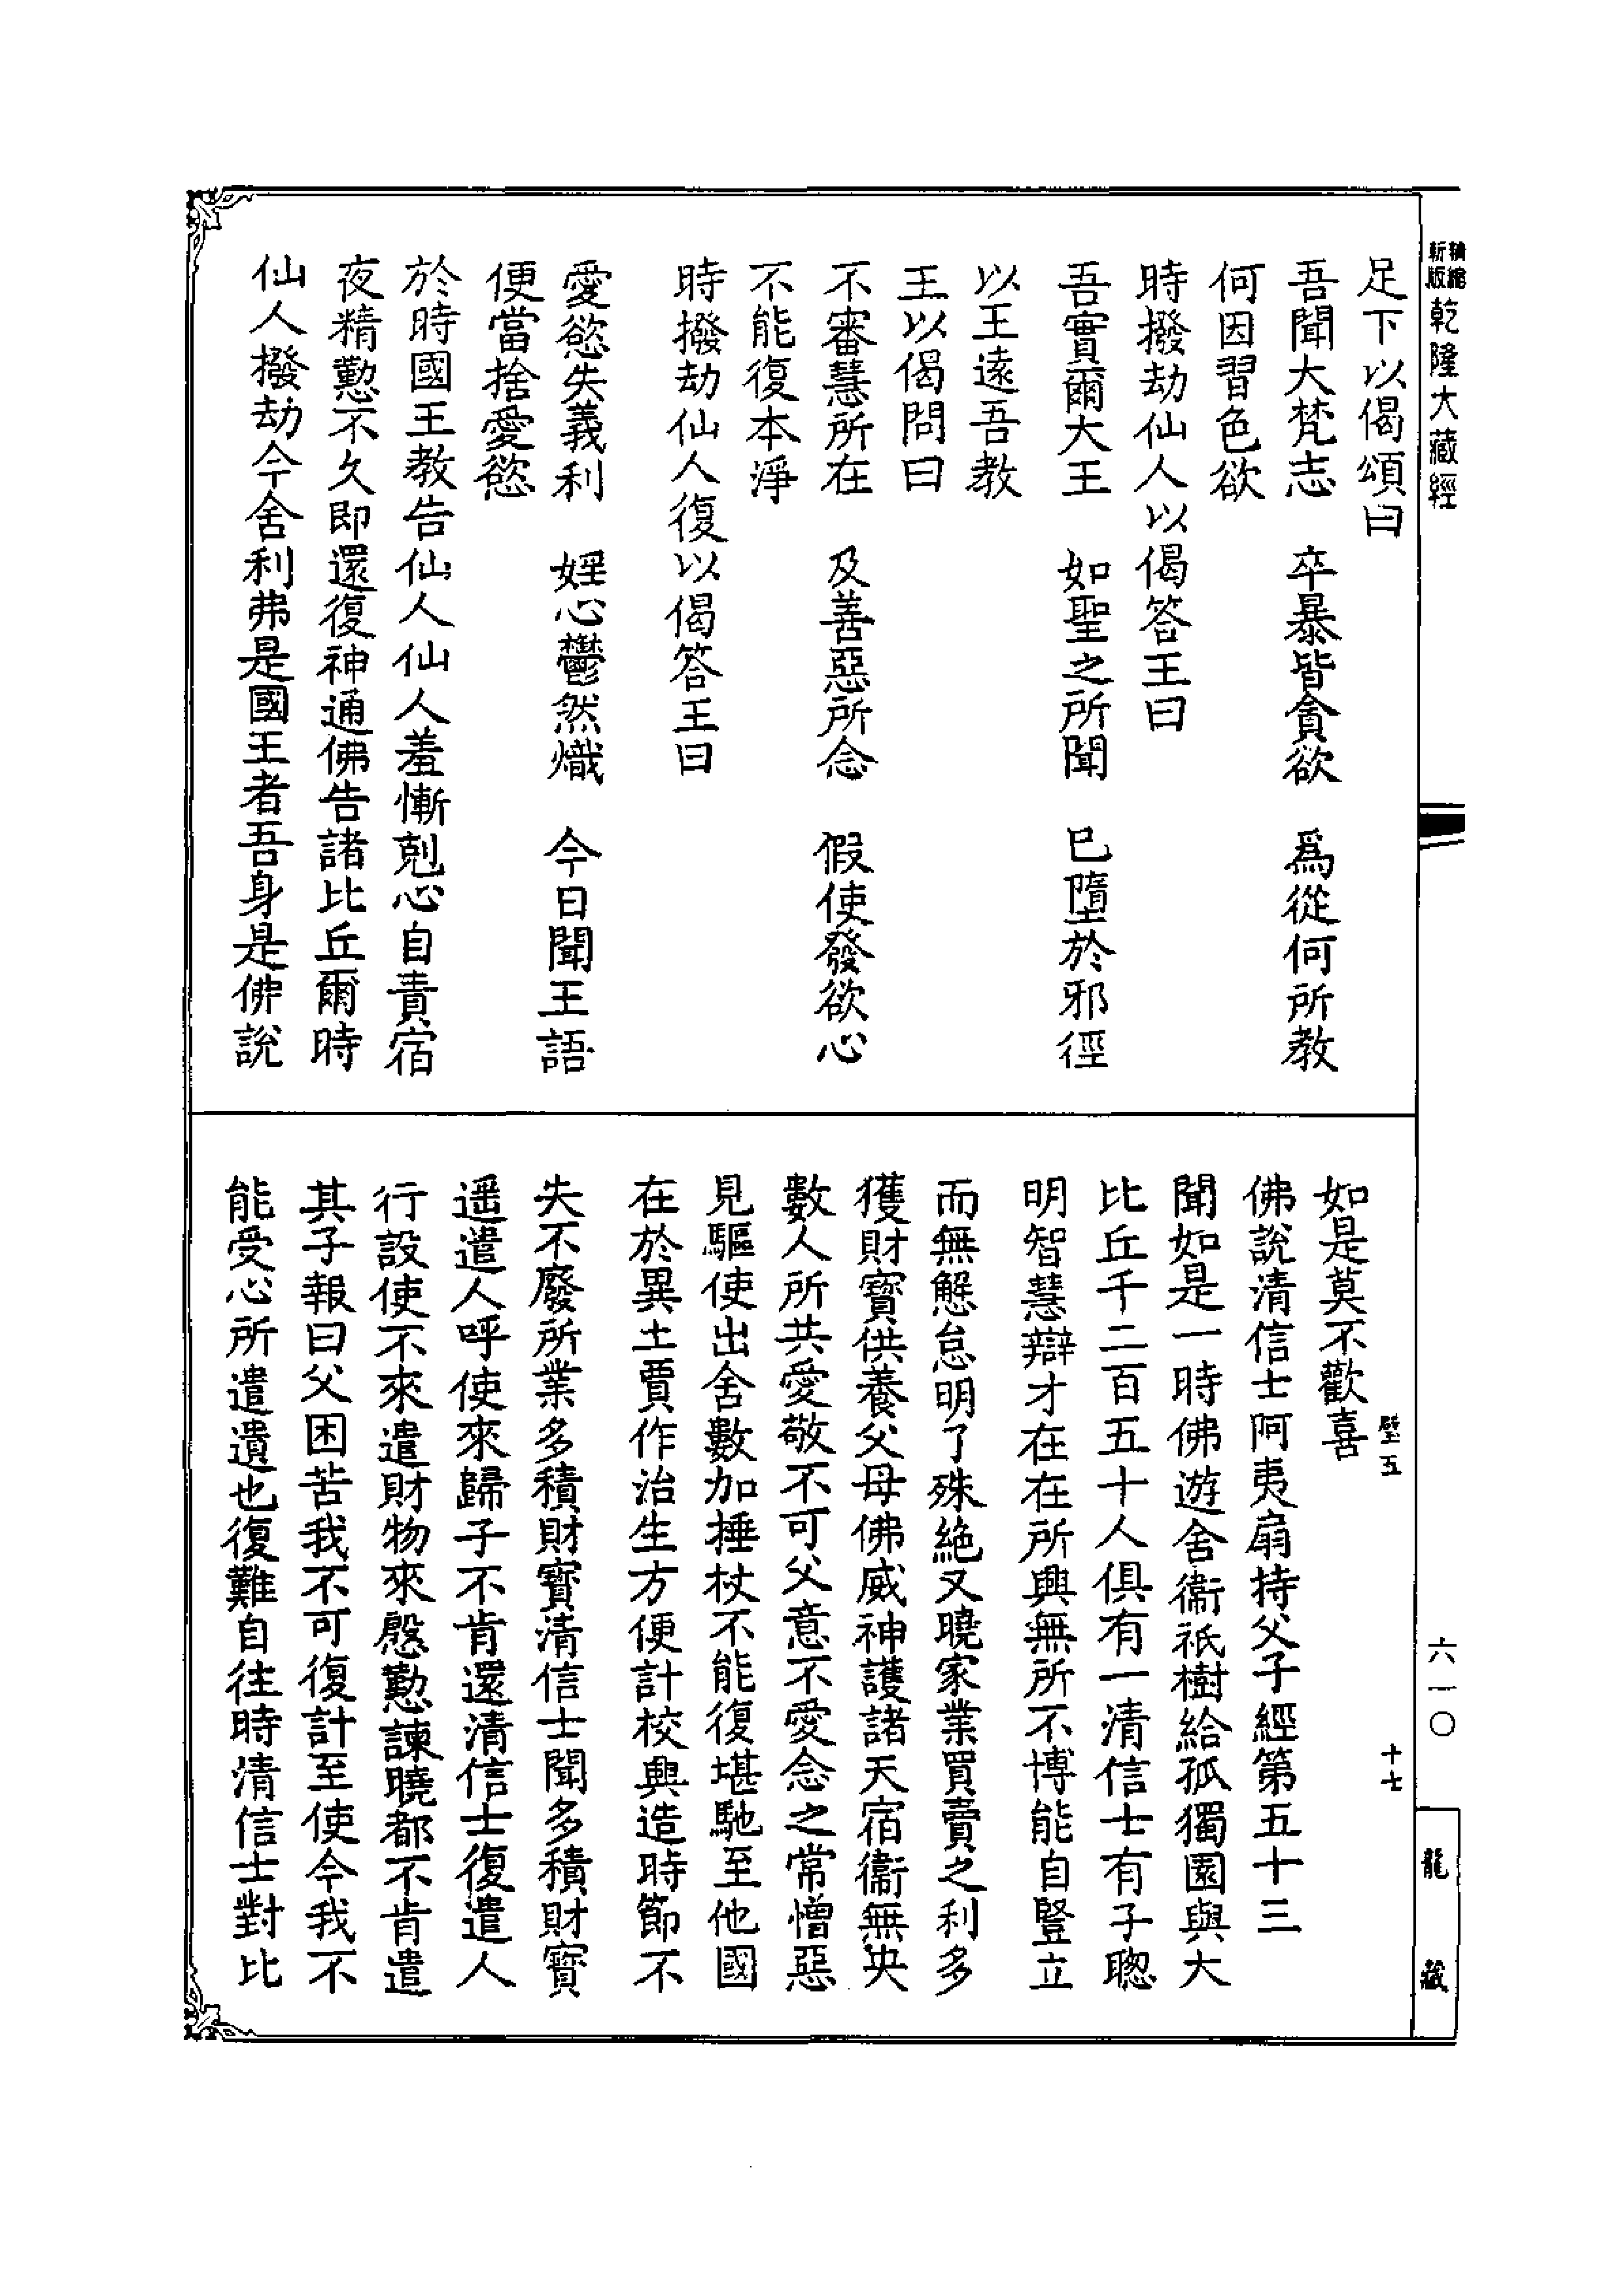 精縮
新版
乾隆大藏經
足下以偈頌曰
吾聞大梵志　卒暴皆貪欲　爲從何所教
何因習色欲
時撥劫仙人以偈答王曰
吾實爾大王　如聖之所聞　巳墮於邪徑
以王遠吾教
王以偈問曰
不審慧所在　及善惡所念　假使發欲心
不能復本淨
時撥劫仙人復以偈答王曰
愛慾失義利　婬心鬱然熾　今日聞王語
便當捨愛慾
於時國王教告仙人仙人羞慚剋心自責宿
夜精懃不久即還復神通佛告諸比丘爾時
仙人撥劫今舍利弗是國王者吾身是佛說
壁五
十七
如是莫不歡喜
佛說清信士阿夷扇持父子經第五十三
聞如是一時佛遊舍衞祇樹給孤獨園與大
比丘千二百五十人俱有一清信士有子聦
明智慧辯才在在所興無所不博能自豎立
而無懈怠明了殊絶又曉家業買賣之利多
獲財寳供養父母佛威神護諸天宿衞無央
數人所共愛敬不可父意不愛念之常憎惡
見驅使出舍數加捶杖不能復堪馳至他國
在於異土賈作治生方便計校興造時節不
失不廢所業多積財寳清信士聞多積財寳
遥遣人呼使來歸子不肯還清信士復遣人
行設使不來遣財物來慇懃諫曉都不肯遣
其子報曰父困苦我不可復計至使今我不
能受心所遣遺也復難自往時清信士對比
六一〇
龍藏